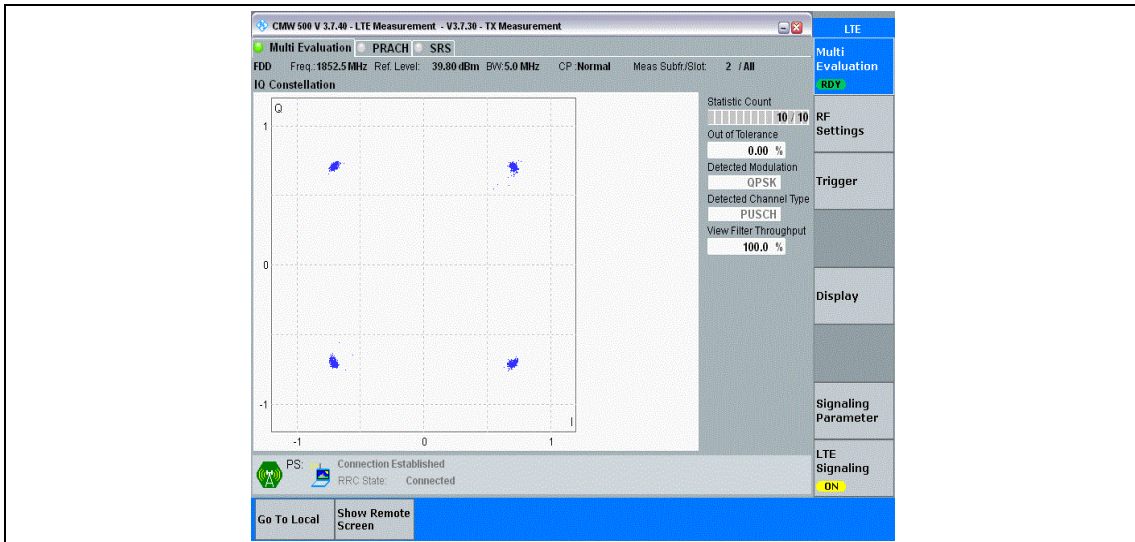 CMW 500 V 3.7.40 - LTE Measurement - V3.7.30 - TX Measurement
LTE
Multi Evaluation PRACH SRS
FDD Freq.:1852.5 MHz Ref. Level: 39.80 dBm BW:5.0 MHz CP :Normal Meas Subfr./Slot: 2 / All
IQ Constellation
Q
1
0
-1
I
-1 0 1
Statistic Count
10 / 10
Out of Tolerance
0.00 %
Detected Modulation
QPSK
Detected Channel Type
PUSCH
View Filter Throughput
100.0 %
Multi
Evaluation
RDY
RF
Settings
Trigger
Display
Signaling
Parameter
LTE
Signaling
ON
PS: Connection Established
RRC State: Connected
Go To Local
Show Remote
Screen